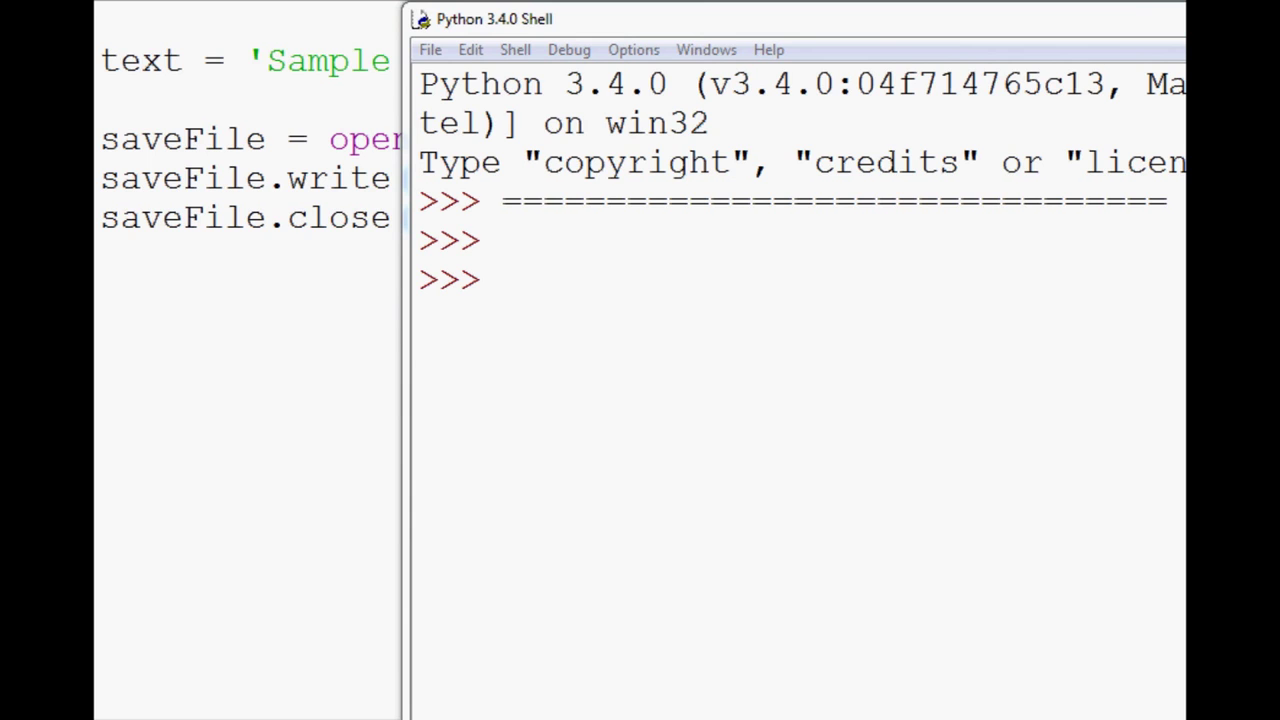 text = 'Sample
saveFile = open
saveFile.write
saveFile.close
Python 3.4.0 Shell
File Edit Shell Debug Options Windows Help
Python 3.4.0 (v3.4.0:04f714765c13, Ma
tel)] on win32
Type "copyright", "credits" or "licen
>>> ================================
>>>
>>>